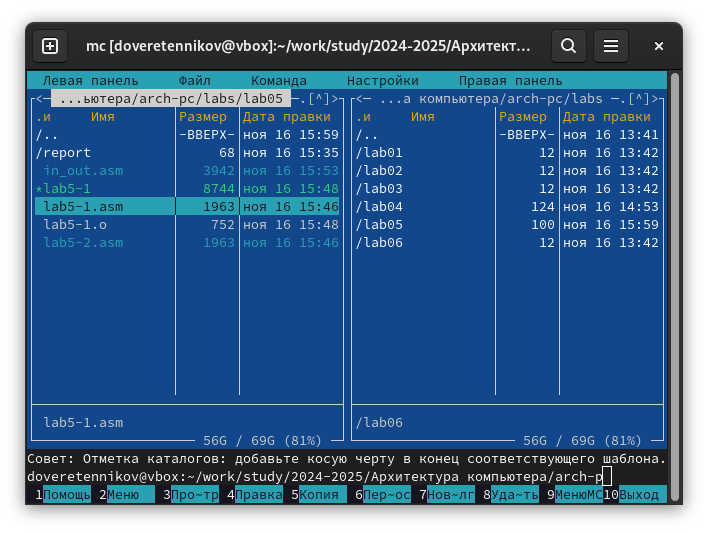 mc [doveretennikov@vbox]:~/work/study/2024-2025/Архитект…
Левая панель Файл Команда Настройки Правая панель
<─ ...ьютера/arch-pc/labs/lab05 ─.[^]> <─ ...а компьютера/arch-pc/labs ─.[^]>
.и Имя Размер Дата правки .и Имя Размер Дата правки
/.. -ВВЕРХ- ноя 16 15:59 /.. -ВВЕРХ- ноя 16 13:41
/report 68 ноя 16 15:35 /lab01 12 ноя 16 13:42
in_out.asm 3942 ноя 16 15:53 /lab02 12 ноя 16 13:42
*lab5-1 8744 ноя 16 15:48 /lab03 12 ноя 16 13:42
lab5-1.asm 1963 ноя 16 15:46 /lab04 124 ноя 16 14:53
lab5-1.o 752 ноя 16 15:48 /lab05 100 ноя 16 15:59
lab5-2.asm 1963 ноя 16 15:46 /lab06 12 ноя 16 13:42
lab5-1.asm /lab06
56G / 69G (81%) 56G / 69G (81%)
Совет: Отметка каталогов: добавьте косую черту в конец соответствующего шаблона.
doveretennikov@vbox:~/work/study/2024-2025/Архитектура компьютера/arch-p
1Помощь 2Меню 3Про~тр 4Правка 5Копия 6Пер~ос 7Нов~лг 8Уда~ть 9МенюMC 10Выход